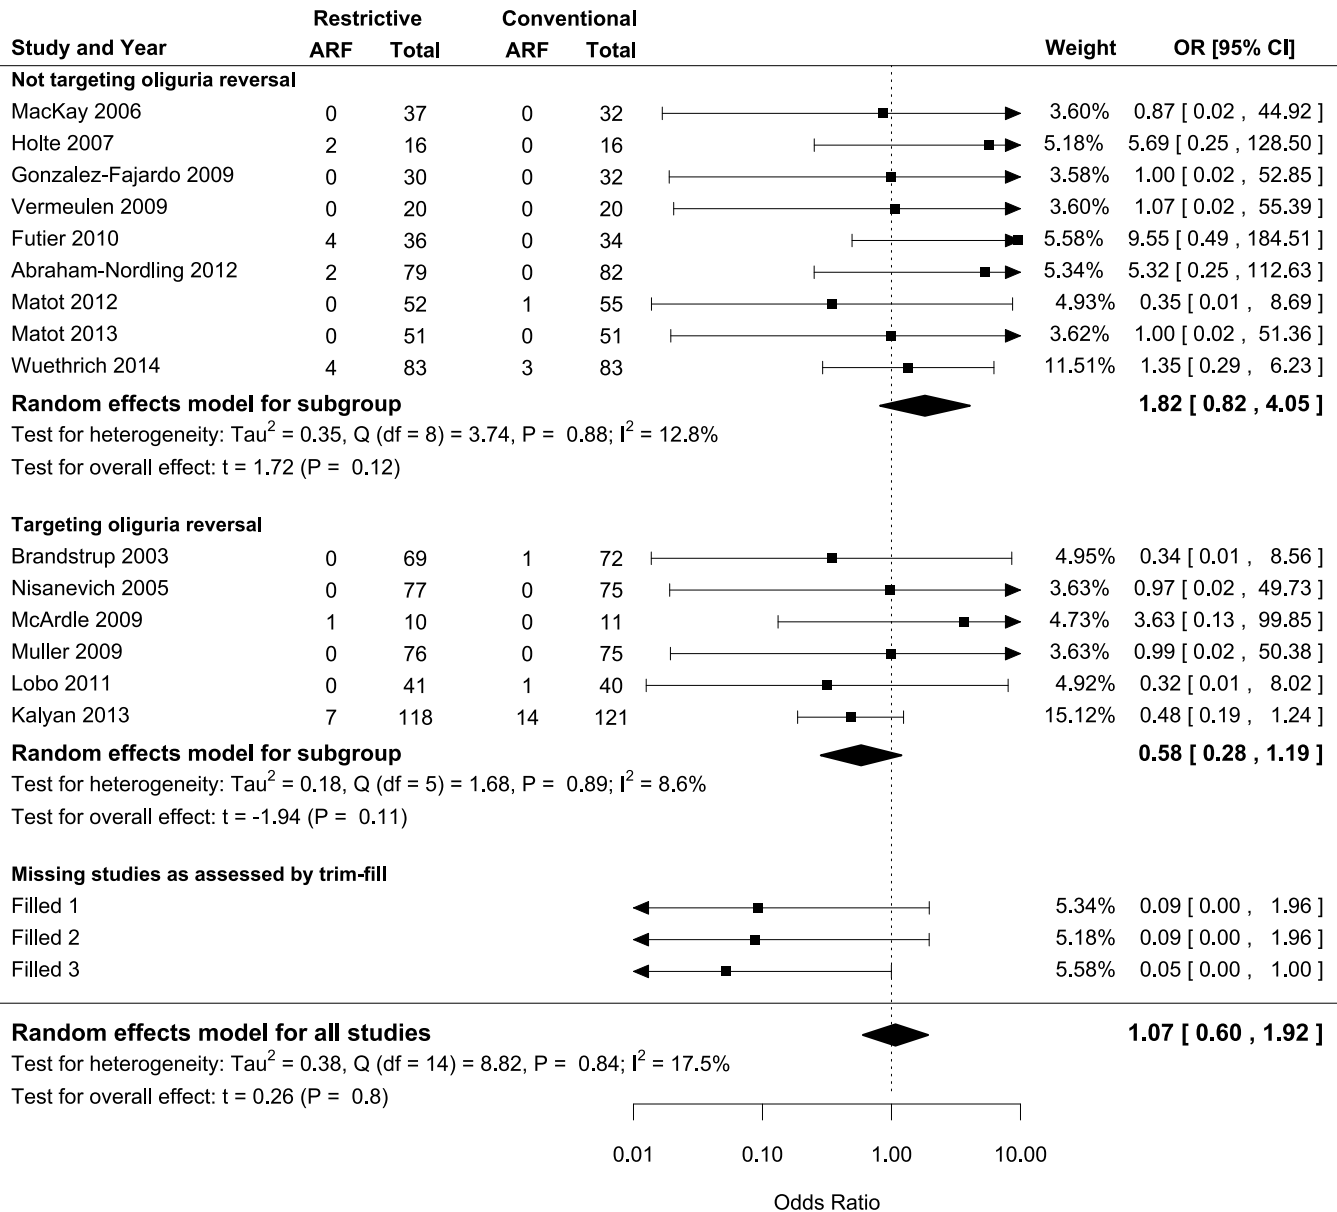 Restrictive Conventional
Study and Year ARF Total ARF Total Weight OR [95% CI]
Not targeting oliguria reversal
MacKay 2006 0 37 0 32 3.60% 0.87 [ 0.02 , 44.92 ]
Holte 2007 2 16 0 16 5.18% 5.69 [ 0.25 , 128.50 ]
Gonzalez-Fajardo 2009 0 30 0 32 3.58% 1.00 [ 0.02 , 52.85 ]
Vermeulen 2009 0 20 0 20 3.60% 1.07 [ 0.02 , 55.39 ]
Futier 2010 4 36 0 34 5.58% 9.55 [ 0.49 , 184.51 ]
Abraham-Nordling 2012 2 79 0 82 5.34% 5.32 [ 0.25 , 112.63 ]
Matot 2012 0 52 1 55 4.93% 0.35 [ 0.01 , 8.69 ]
Matot 2013 0 51 0 51 3.62% 1.00 [ 0.02 , 51.36 ]
Wuethrich 2014 4 83 3 83 11.51% 1.35 [ 0.29 , 6.23 ]
Random effects model for subgroup 1.82 [ 0.82 , 4.05 ]
Test for heterogeneity: Tau² = 0.35, Q (df = 8) = 3.74, P = 0.88; I² = 12.8%
Test for overall effect: t = 1.72 (P = 0.12)
Targeting oliguria reversal
Brandstrup 2003 0 69 1 72 4.95% 0.34 [ 0.01 , 8.56 ]
Nisanevich 2005 0 77 0 75 3.63% 0.97 [ 0.02 , 49.73 ]
McArdle 2009 1 10 0 11 4.73% 3.63 [ 0.13 , 99.85 ]
Muller 2009 0 76 0 75 3.63% 0.99 [ 0.02 , 50.38 ]
Lobo 2011 0 41 1 40 4.92% 0.32 [ 0.01 , 8.02 ]
Kalyan 2013 7 118 14 121 15.12% 0.48 [ 0.19 , 1.24 ]
Random effects model for subgroup 0.58 [ 0.28 , 1.19 ]
Test for heterogeneity: Tau² = 0.18, Q (df = 5) = 1.68, P = 0.89; I² = 8.6%
Test for overall effect: t = -1.94 (P = 0.11)
Missing studies as assessed by trim-fill
Filled 1 5.34% 0.09 [ 0.00 , 1.96 ]
Filled 2 5.18% 0.09 [ 0.00 , 1.96 ]
Filled 3 5.58% 0.05 [ 0.00 , 1.00 ]
Random effects model for all studies 1.07 [ 0.60 , 1.92 ]
Test for heterogeneity: Tau² = 0.38, Q (df = 14) = 8.82, P = 0.84; I² = 17.5%
Test for overall effect: t = 0.26 (P = 0.8)
0.01 0.10 1.00 10.00
Odds Ratio